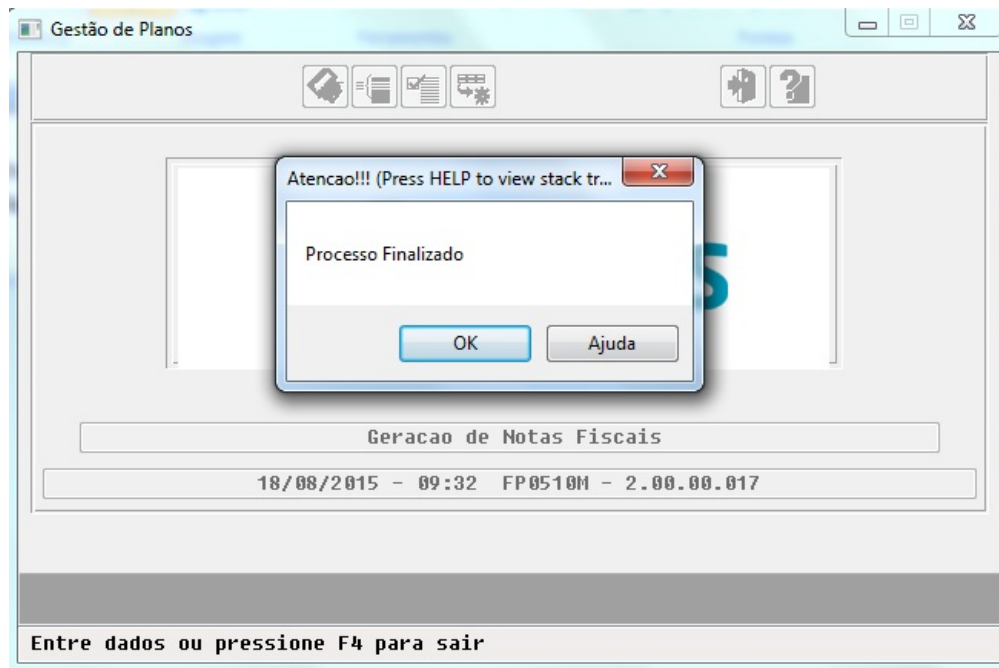 Gestão de Planos
Atencao!!! (Press HELP to view stack tr...
Processo Finalizado
OK
Ajuda
Geracao de Notas Fiscais
18/08/2015 - 09:32 FP0510M - 2.00.00.017
Entre dados ou pressione F4 para sair